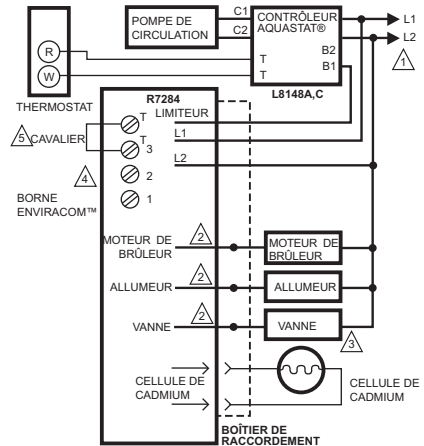 POMPE DE
CIRCULATION
C1
C2
CONTRÔLEUR
AQUASTAT®
B2
B1
T
T
L8148A,C
L1
L2
1
R
W
THERMOSTAT
R7284
LIMITEUR
L1
L2
5
CAVALIER
T
T
3
4
2
1
BORNE
ENVIRACOM™
MOTEUR DE
BRÛLEUR
2
MOTEUR DE
BRÛLEUR
ALLUMEUR
2
ALLUMEUR
VANNE
2
VANNE
3
CELLULE DE
CADMIUM
CELLULE DE
CADMIUM
BOÎTIER DE
RACCORDEMENT